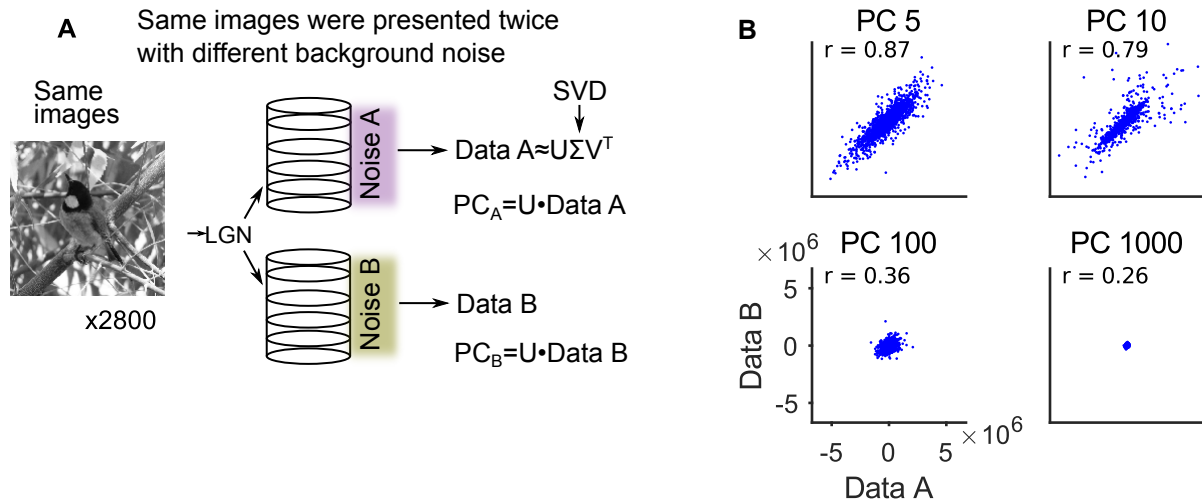 A
Same images were presented twice
with different background noise
Same
images
x2800
LGN
Noise A
Noise B
SVD
Data A≈UΣV^T
PC_A=U•Data A
Data B
PC_B=U•Data B
B
PC 5
r = 0.87
PC 10
r = 0.79
PC 100
r = 0.36
× 10^6
5
0
-5
Data B
-5 0 5
× 10^6
Data A
PC 1000
r = 0.26